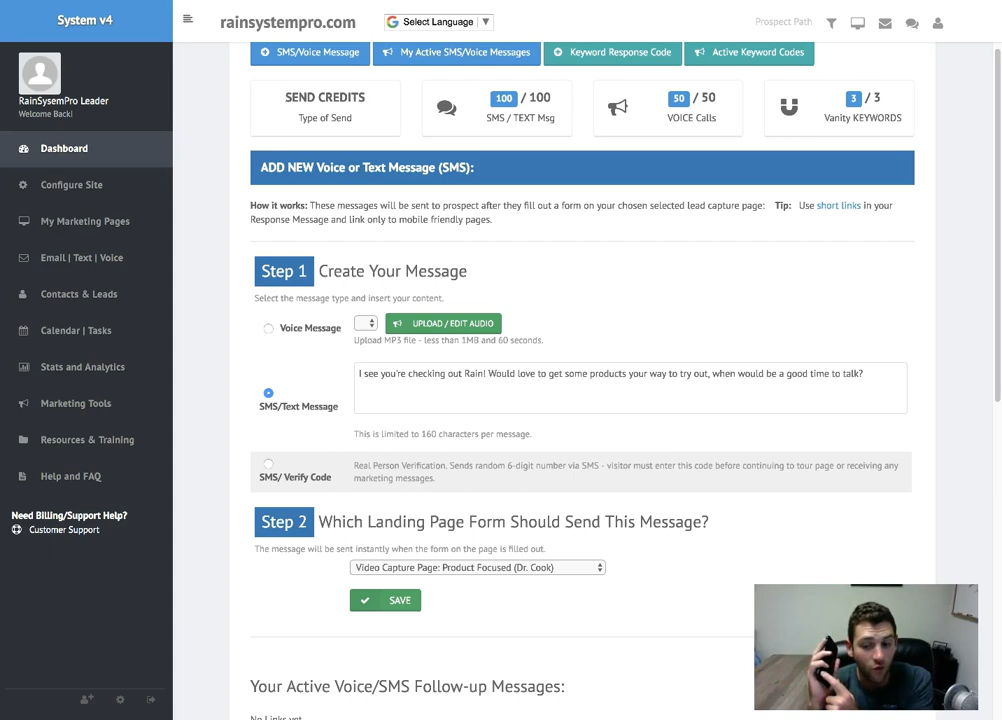 System v4
rainsystempro.com
Select Language ▼
Prospect Path
RainSysemPro Leader
Welcome Back!
Dashboard
Configure Site
My Marketing Pages
Email | Text | Voice
Contacts & Leads
Calendar | Tasks
Stats and Analytics
Marketing Tools
Resources & Training
Help and FAQ
Need Billing/Support Help?
Customer Support
SMS/Voice Message
My Active SMS/Voice Messages
Keyword Response Code
Active Keyword Codes
SEND CREDITS
Type of Send
100 / 100
SMS / TEXT Msg
50 / 50
VOICE Calls
3 / 3
Vanity KEYWORDS
ADD NEW Voice or Text Message (SMS):
How it works: These messages will be sent to prospect after they fill out a form on your chosen selected lead capture page: Tip: Use short links in your
Response Message and link only to mobile friendly pages.
Step 1 Create Your Message
Select the message type and insert your content.
Voice Message
UPLOAD / EDIT AUDIO
Upload MP3 file - less than 1MB and 60 seconds.
I see you're checking out Rain! Would love to get some products your way to try out, when would be a good time to talk?
SMS/Text Message
This is limited to 160 characters per message.
SMS/ Verify Code
Real Person Verification. Sends random 6-digit number via SMS - visitor must enter this code before continuing to tour page or receiving any
marketing messages.
Step 2 Which Landing Page Form Should Send This Message?
The message will be sent instantly when the form on the page is filled out.
Video Capture Page: Product Focused (Dr. Cook)
SAVE
Your Active Voice/SMS Follow-up Messages:
No Links yet